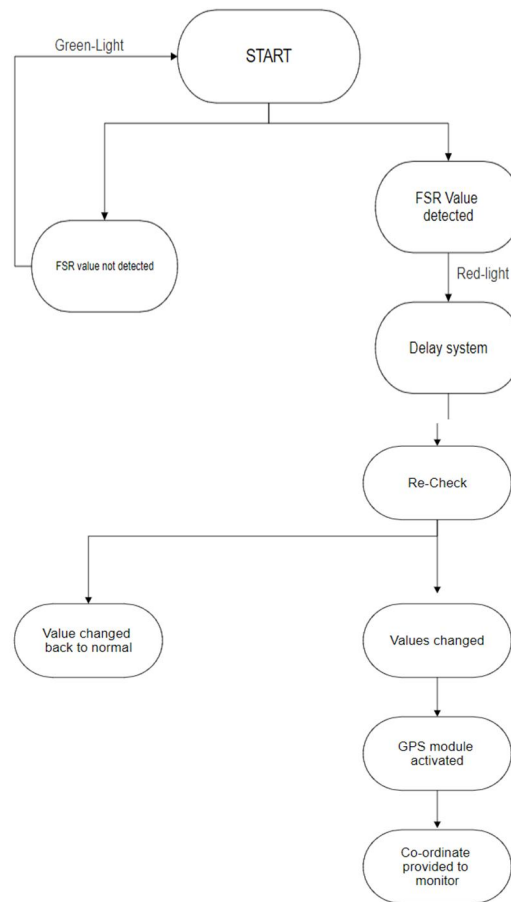 Green-Light
START
FSR Value
detected
FSR value not detected
Red-light
Delay system
Re-Check
Value changed
back to normal
Values changed
GPS module
activated
Co-ordinate
provided to
monitor